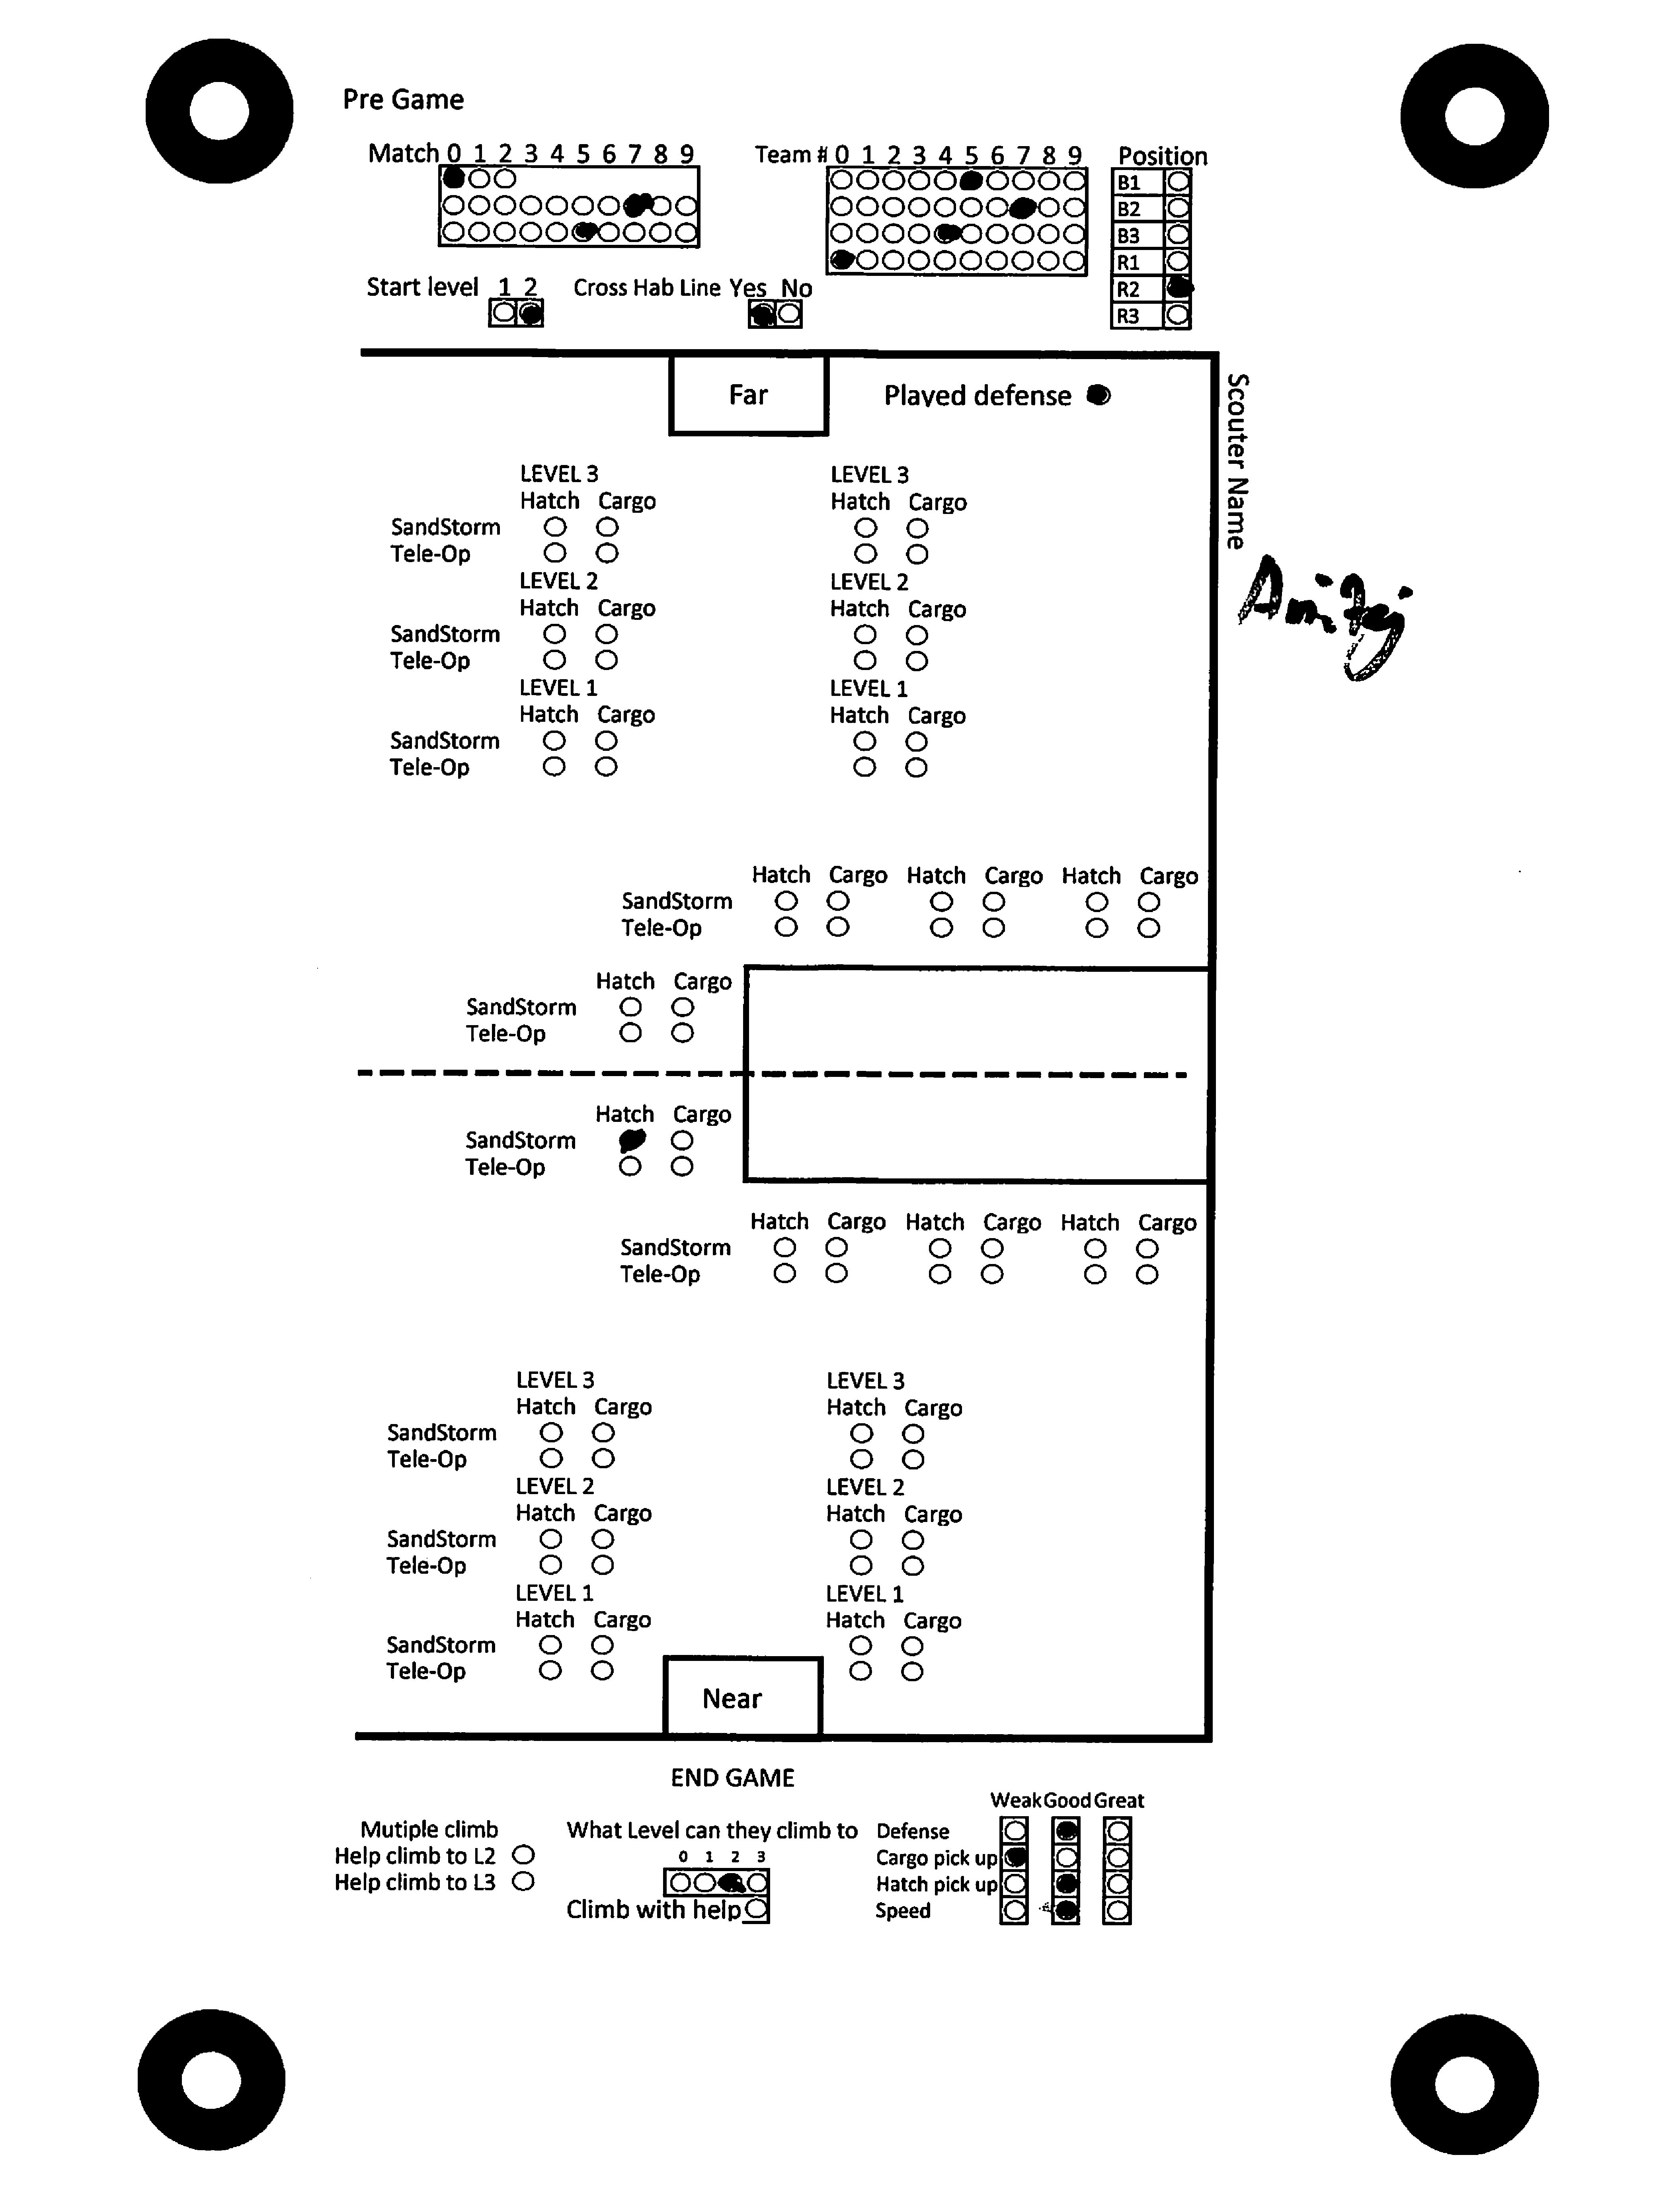 Pre Game
Match 0 1 2 3 4 5 6 7 8 9
Team # 0 1 2 3 4 5 6 7 8 9
Position
B1
B2
B3
R1
R2
R3
Start level 1 2
Cross Hab Line Yes No
Far
Played defense
Scouter Name
LEVEL 3 LEVEL 3
Hatch Cargo Hatch Cargo
SandStorm
Tele-Op
LEVEL 2 LEVEL 2
Hatch Cargo Hatch Cargo
SandStorm
Tele-Op
LEVEL 1 LEVEL 1
Hatch Cargo Hatch Cargo
SandStorm
Tele-Op
Hatch Cargo Hatch Cargo Hatch Cargo
SandStorm
Tele-Op
Hatch Cargo
SandStorm
Tele-Op
Hatch Cargo
SandStorm
Tele-Op
Hatch Cargo Hatch Cargo Hatch Cargo
SandStorm
Tele-Op
LEVEL 3 LEVEL 3
Hatch Cargo Hatch Cargo
SandStorm
Tele-Op
LEVEL 2 LEVEL 2
Hatch Cargo Hatch Cargo
SandStorm
Tele-Op
LEVEL 1 LEVEL 1
Hatch Cargo Hatch Cargo
SandStorm
Tele-Op
Near
END GAME
Mutiple climb
Help climb to L2
Help climb to L3
What Level can they climb to
0 1 2 3
Climb with help
Weak Good Great
Defense
Cargo pick up
Hatch pick up
Speed